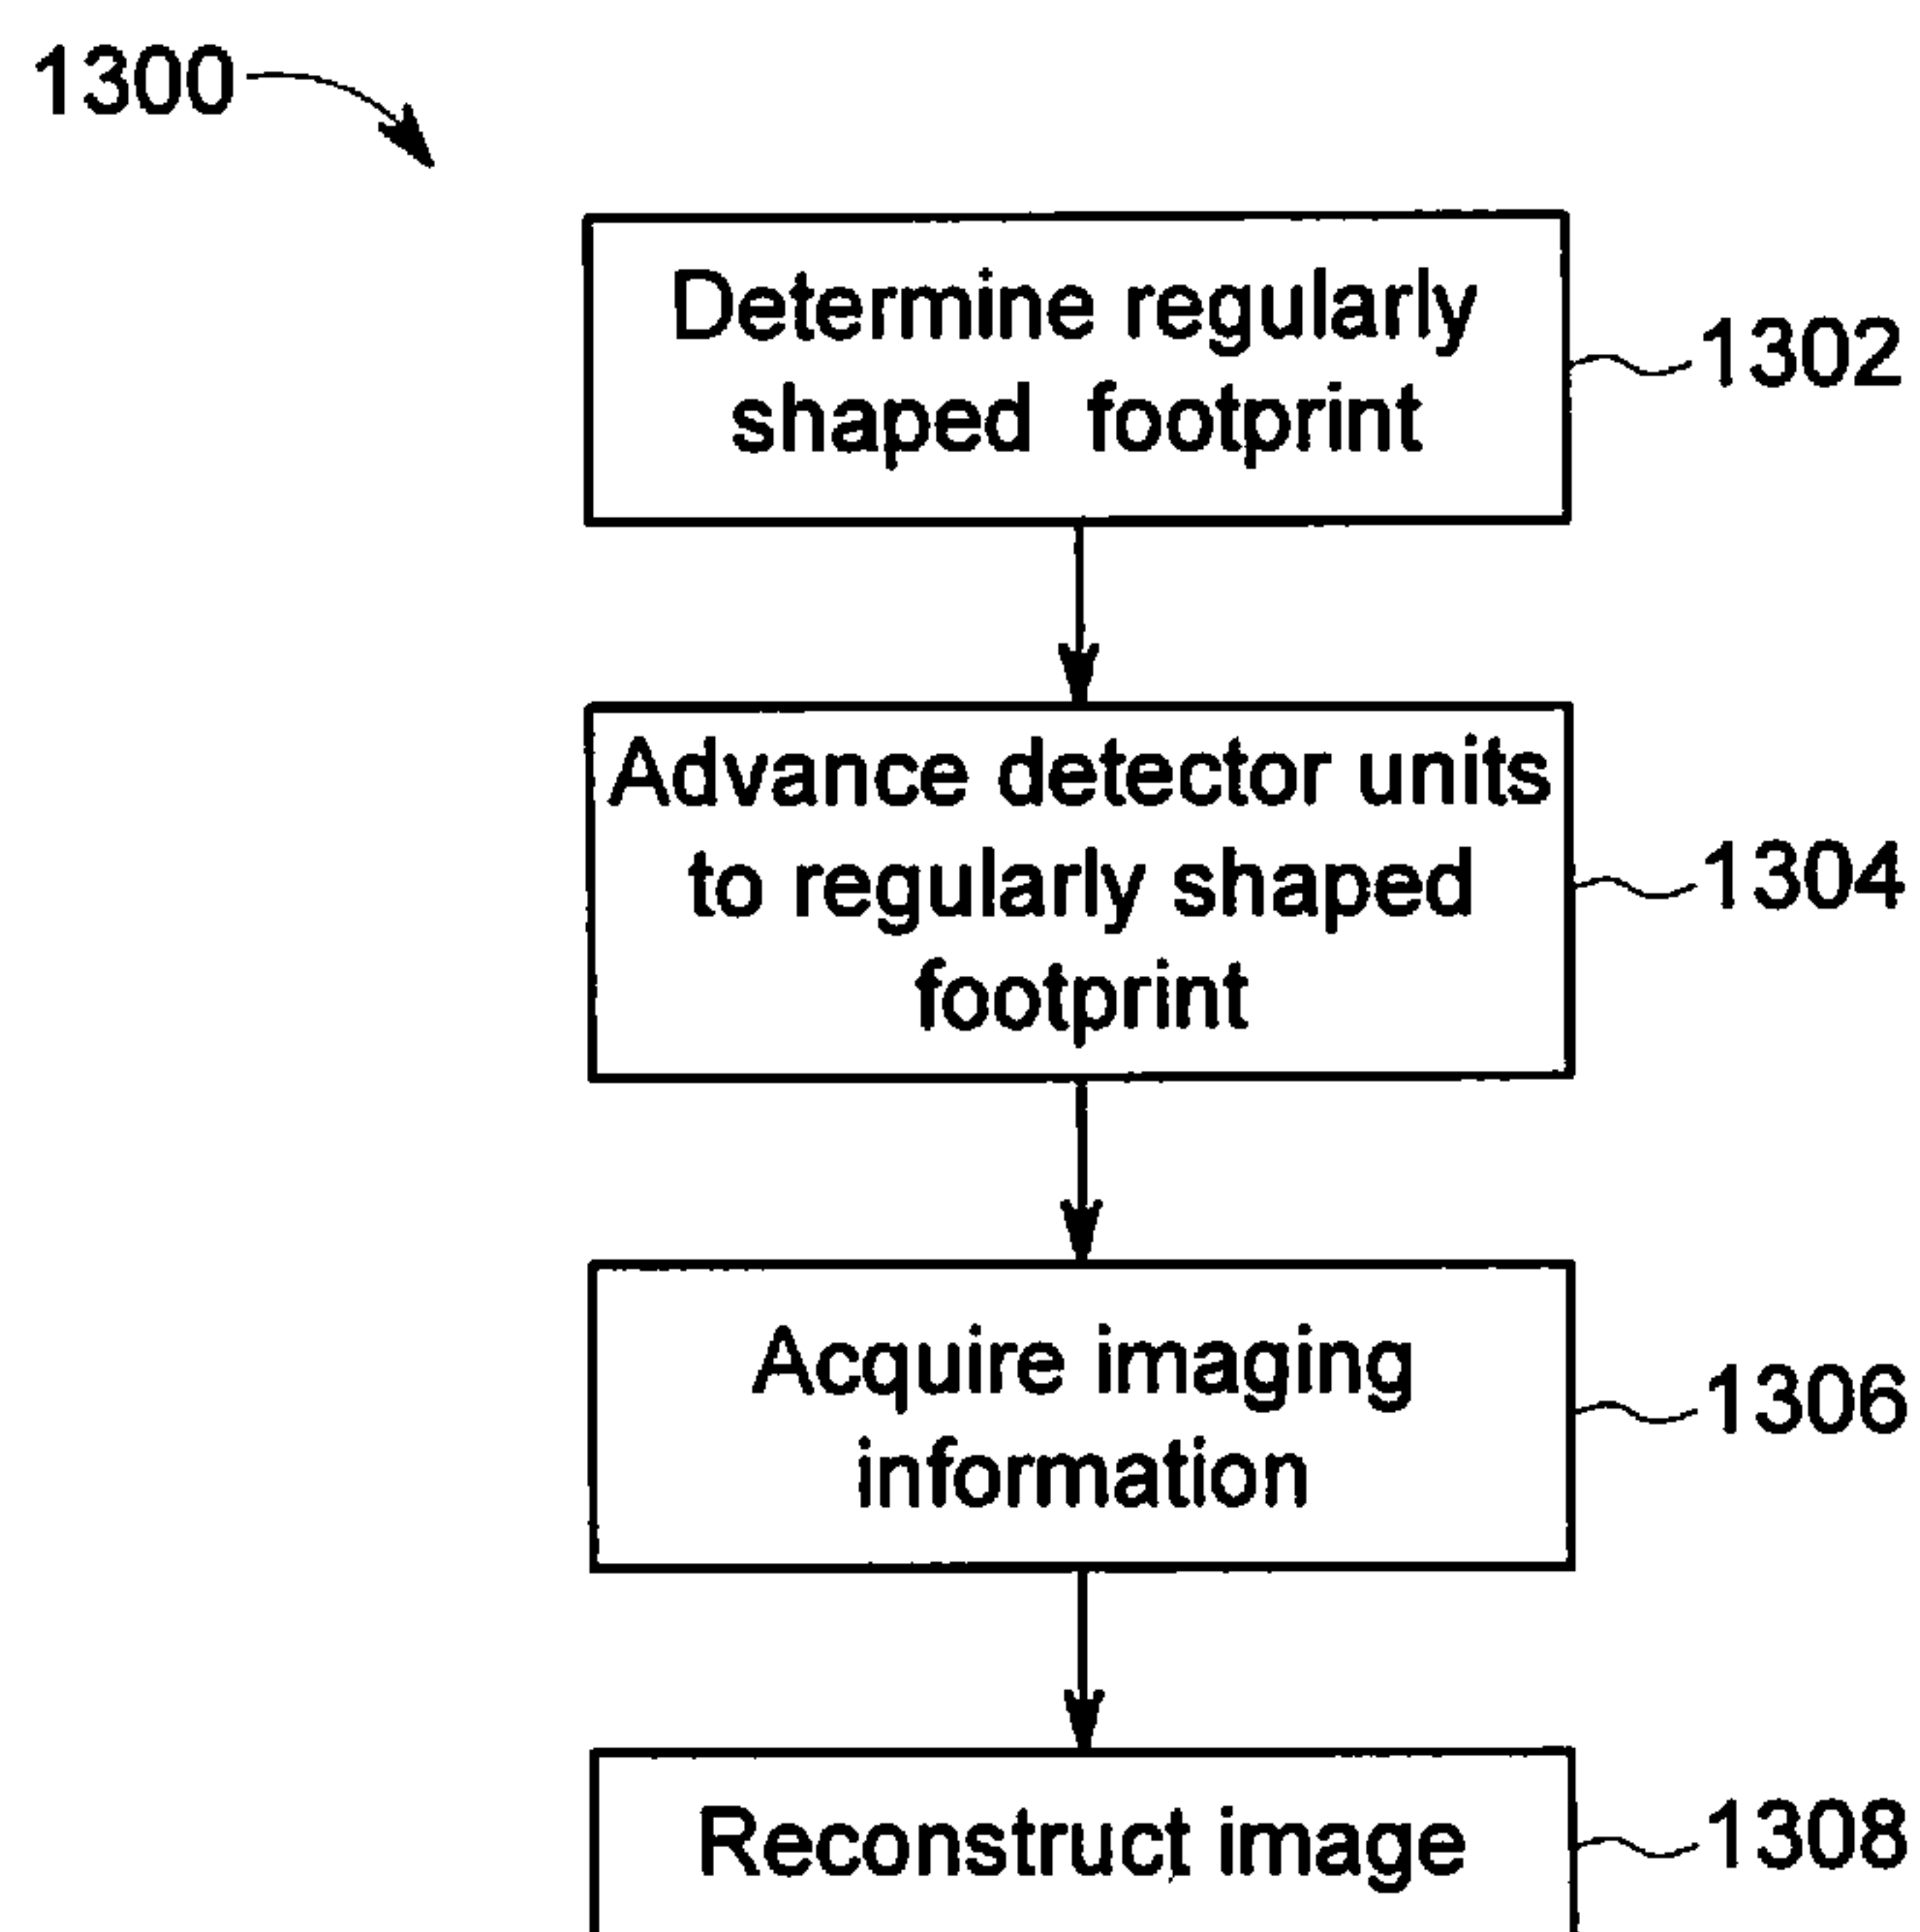 1300
Determine regularly
shaped footprint
1302
Advance detector units
to regularly shaped
footprint
1304
Acquire imaging
information
1306
Reconstruct image
1308